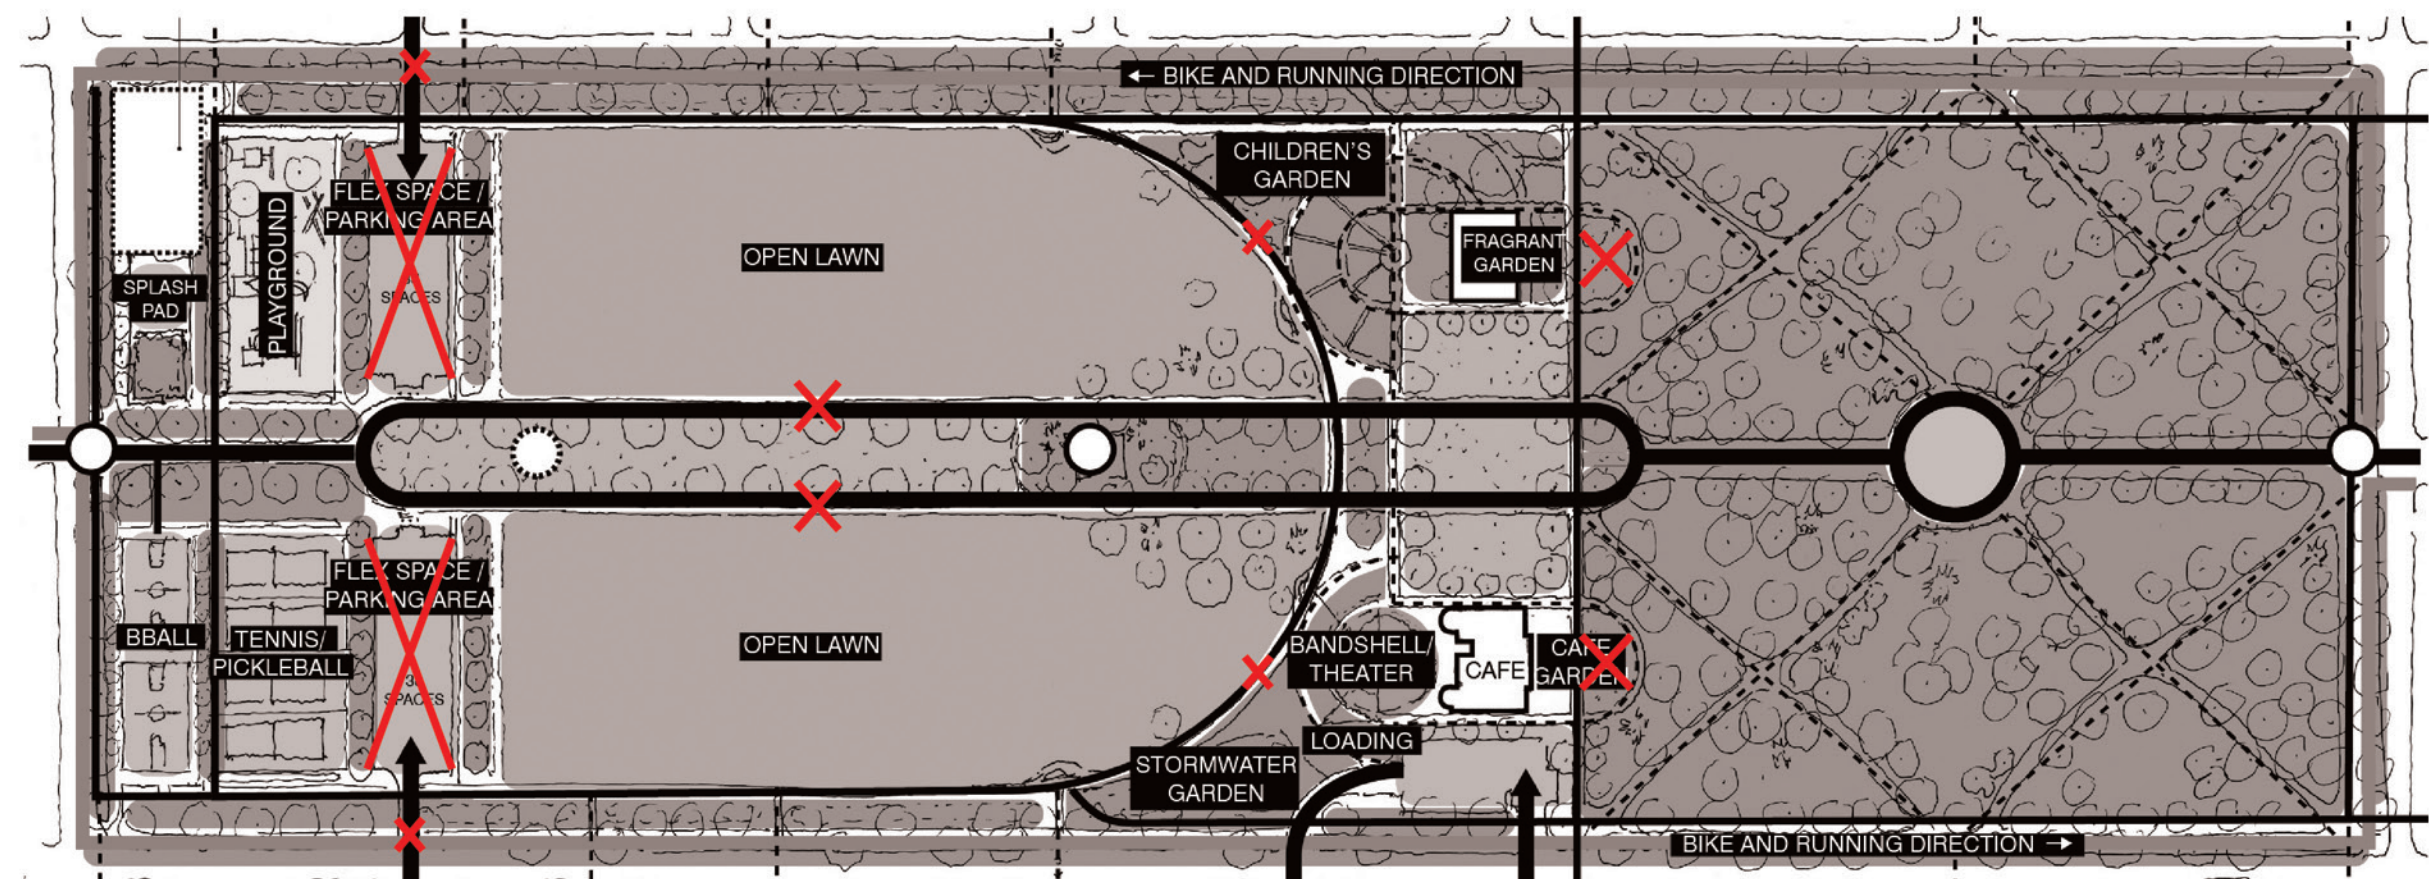 ← BIKE AND RUNNING DIRECTION
CHILDREN'S
GARDEN
FLEX SPACE /
PARKING AREA
SPACES
PLAYGROUND
SPLASH
PAD
OPEN LAWN
FRAGRANT
GARDEN
FLEX SPACE /
PARKING AREA
SPACES
BBALL
TENNIS/
PICKLEBALL
OPEN LAWN
BANDSHELL/
THEATER
CAFE
CAFE
GARDEN
LOADING
STORMWATER
GARDEN
BIKE AND RUNNING DIRECTION →